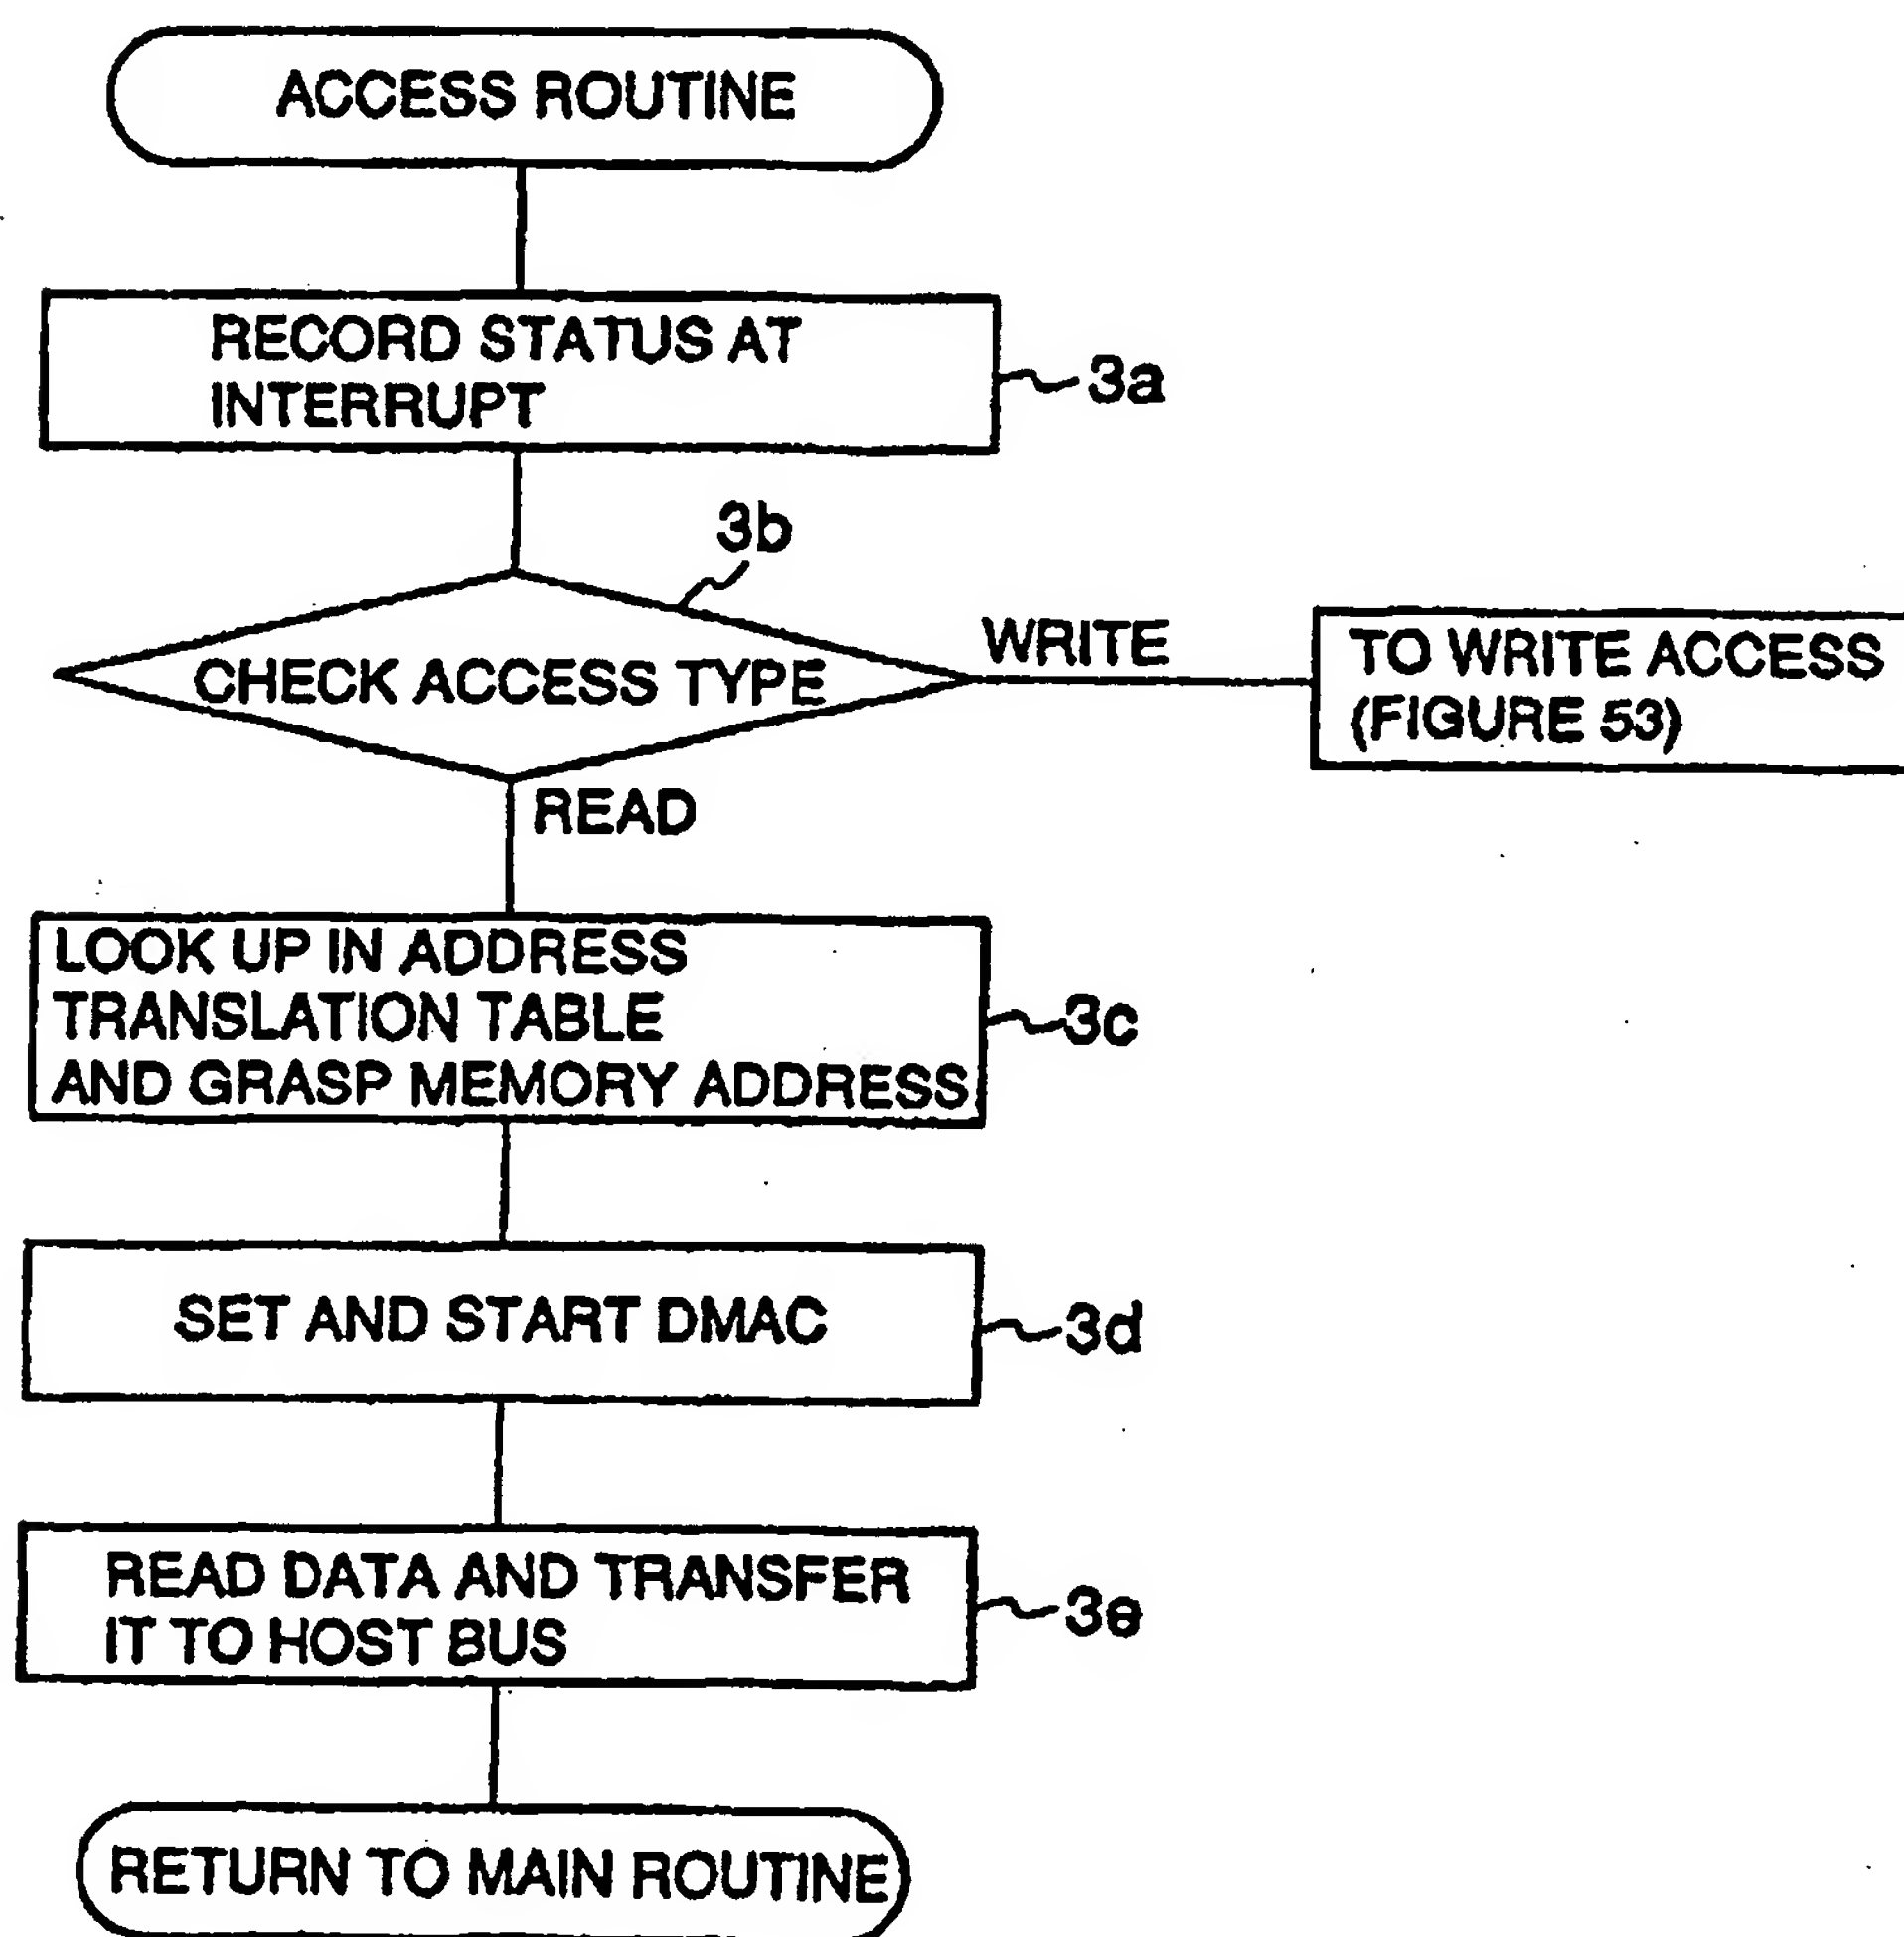 ACCESS ROUTINE
RECORD STATUS AT
INTERRUPT
3a
3b
CHECK ACCESS TYPE
WRITE
TO WRITE ACCESS
(FIGURE 53)
READ
LOOK UP IN ADDRESS
TRANSLATION TABLE
AND GRASP MEMORY ADDRESS
3c
SET AND START DMAC
3d
READ DATA AND TRANSFER
IT TO HOST BUS
3e
RETURN TO MAIN ROUTINE